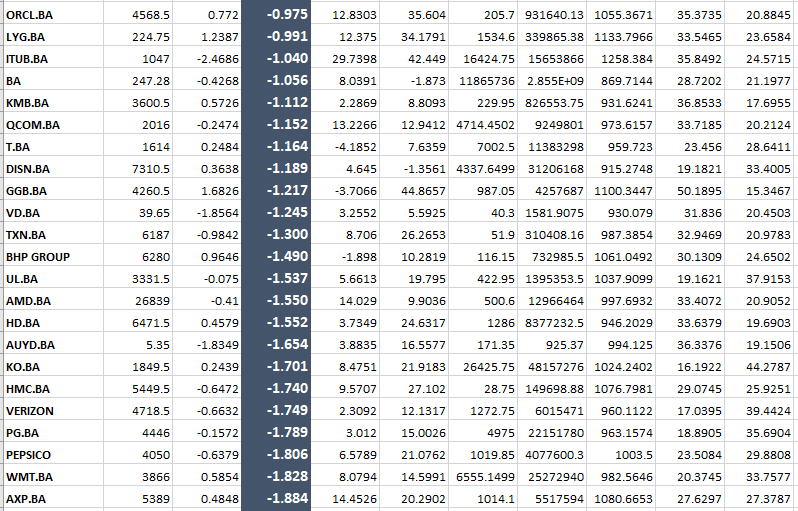 ORCL.BA 4568.5 0.772 -0.975 12.8303 35.604 205.7 931640.13 1055.3671 35.3735 20.8845
LYG.BA 224.75 1.2387 -0.991 12.375 34.1791 1534.6 339865.38 1133.7966 33.5465 23.6584
ITUB.BA 1047 -2.4686 -1.040 29.7398 42.449 16424.75 15653866 1258.384 35.8492 24.5715
BA 247.28 -0.4268 -1.056 8.0391 -1.873 11865736 2.855E+09 869.7144 28.7202 21.1977
KMB.BA 3600.5 0.5726 -1.112 2.2869 8.8093 229.95 826553.75 931.6241 36.8533 17.6955
QCOM.BA 2016 -0.2474 -1.152 13.2266 12.9412 4714.4502 9249801 973.6157 33.7185 20.2124
T.BA 1614 0.2484 -1.164 -4.1852 7.6359 7002.5 11383298 959.723 23.456 28.6411
DISN.BA 7310.5 0.3638 -1.189 4.645 -1.3561 4337.6499 31206168 915.2748 19.1821 33.4005
GGB.BA 4260.5 1.6826 -1.217 -3.7066 44.8657 987.05 4257687 1100.3447 50.1895 15.3467
VD.BA 39.65 -1.8564 -1.245 3.2552 5.5925 40.3 1581.9075 930.079 31.836 20.4503
TXN.BA 6187 -0.9842 -1.300 8.706 26.2653 51.9 310408.16 987.3854 32.9469 20.9783
BHP GROUP 6280 0.9646 -1.490 -1.898 10.2819 116.15 732985.5 1061.0492 30.1309 24.6502
UL.BA 3331.5 -0.075 -1.537 5.6613 19.795 422.95 1395353.5 1037.9099 19.1621 37.9153
AMD.BA 26839 -0.41 -1.550 14.029 9.9036 500.6 12966464 997.6932 33.4072 20.9052
HD.BA 6471.5 0.4579 -1.552 3.7349 24.6317 1286 8377232.5 946.2029 33.6379 19.6903
AUYD.BA 5.35 -1.8349 -1.654 3.8835 16.5577 171.35 925.37 994.125 36.3376 19.1506
KO.BA 1849.5 0.2439 -1.701 8.4751 21.9183 26425.75 48157276 1024.2402 16.1922 44.2787
HMC.BA 5449.5 -0.6472 -1.740 9.5707 27.102 28.75 149698.88 1076.7981 29.0745 25.9251
VERIZON 4718.5 -0.6632 -1.749 2.3092 12.1317 1272.75 6015471 960.1122 17.0395 39.4424
PG.BA 4446 -0.1572 -1.789 3.012 15.0026 4975 22151780 963.1574 18.8905 35.6904
PEPSICO 4050 -0.6379 -1.806 6.5789 21.0762 1019.85 4077600.3 1003.5 23.5084 29.8808
WMT.BA 3866 0.5854 -1.828 8.0794 14.5991 6555.1499 25272940 982.5646 20.3745 33.7577
AXP.BA 5389 0.4848 -1.884 14.4526 20.2902 1014.1 5517594 1080.6653 27.6297 27.3787